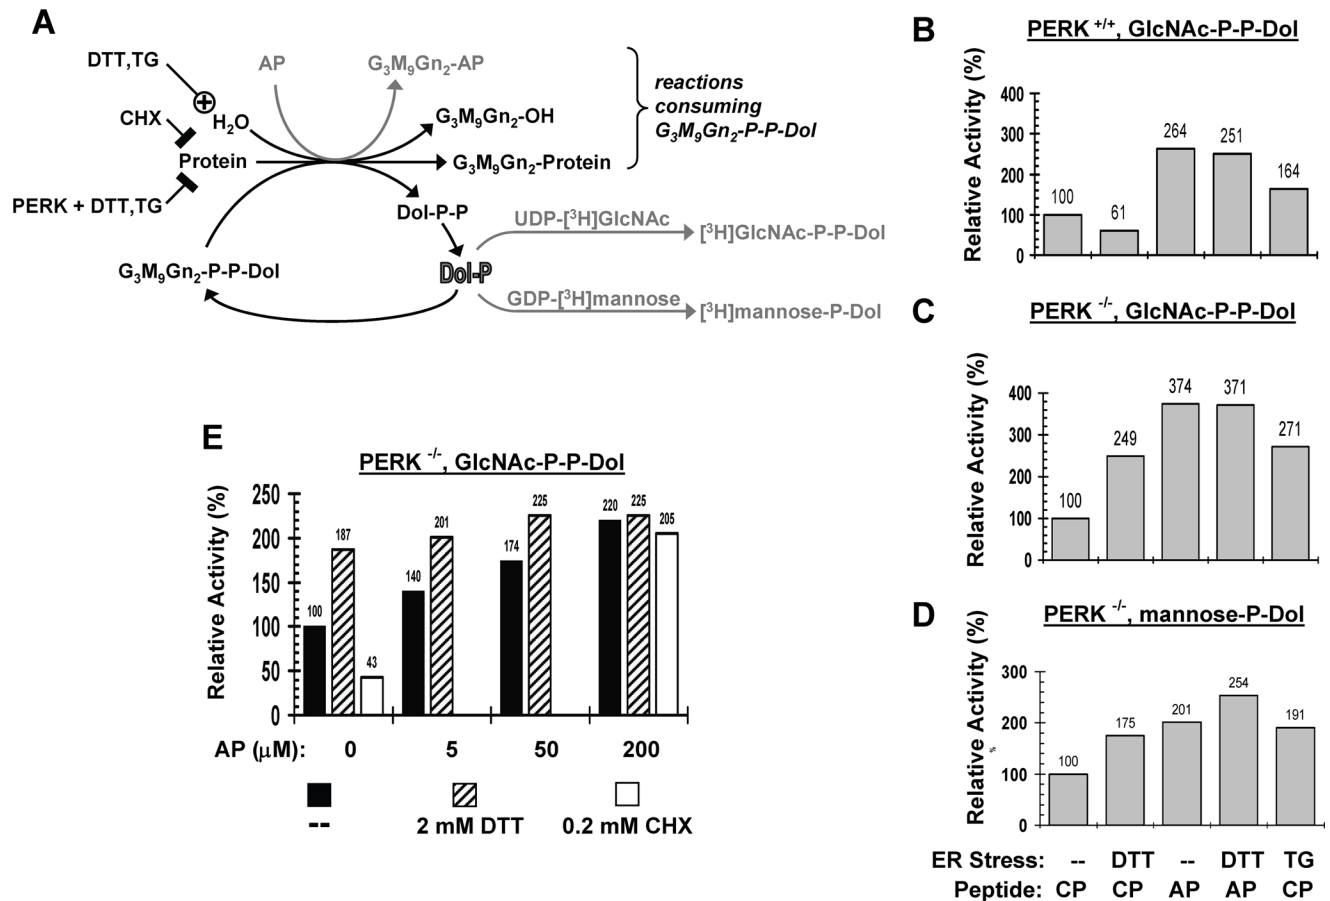 A
DTT,TG
AP
G₃M₉Gn₂-AP
CHX
H₂O
G₃M₉Gn₂-OH
reactions
consuming
G₃M₉Gn₂-P-P-Dol
Protein
G₃M₉Gn₂-Protein
PERK + DTT,TG
Dol-P-P
UDP-[³H]GlcNAc
[³H]GlcNAc-P-P-Dol
G₃M₉Gn₂-P-P-Dol
Dol-P
GDP-[³H]mannose
[³H]mannose-P-Dol
B
PERK +/+, GlcNAc-P-P-Dol
Relative Activity (%)
400
300
200
100
0
100
61
264
251
164
C
PERK -/-, GlcNAc-P-P-Dol
Relative Activity (%)
400
300
200
100
0
100
249
374
371
271
D
PERK -/-, mannose-P-Dol
Relative Activity (%)
%
300
200
100
0
100
175
201
254
191
ER Stress: -- DTT -- DTT TG
Peptide: CP CP AP AP CP
E
PERK -/-, GlcNAc-P-P-Dol
Relative Activity (%)
250
200
150
100
50
0
100
187
43
140
201
174
225
220
225
205
AP (μM): 0 5 50 200
-- 2 mM DTT 0.2 mM CHX